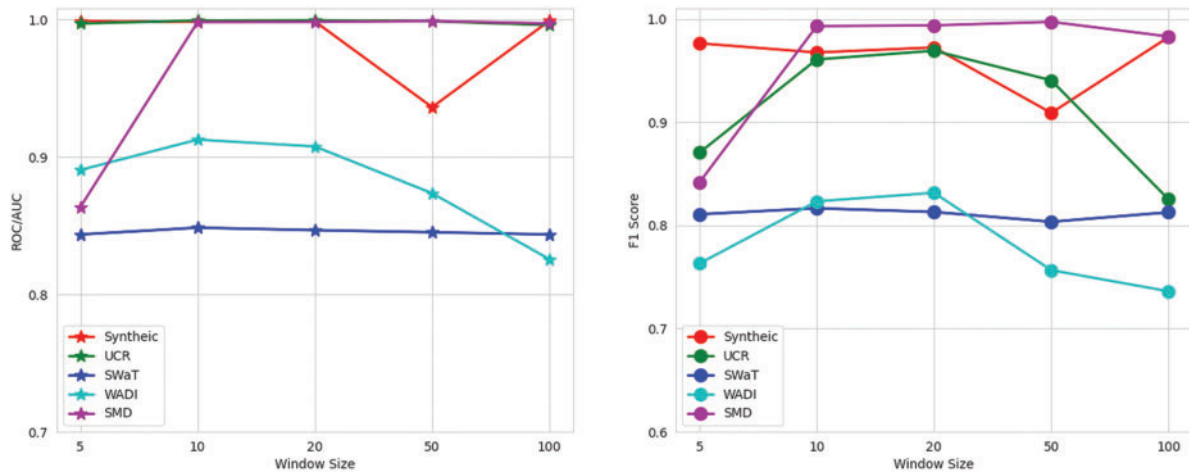 ROC/AUC
1.0
0.9
0.8
0.7
Syntheic
UCR
SWaT
WADI
SMD
5 10 20 50 100
Window Size
F1 Score
1.0
0.9
0.8
0.7
0.6
Syntheic
UCR
SWaT
WADI
SMD
5 10 20 50 100
Window Size